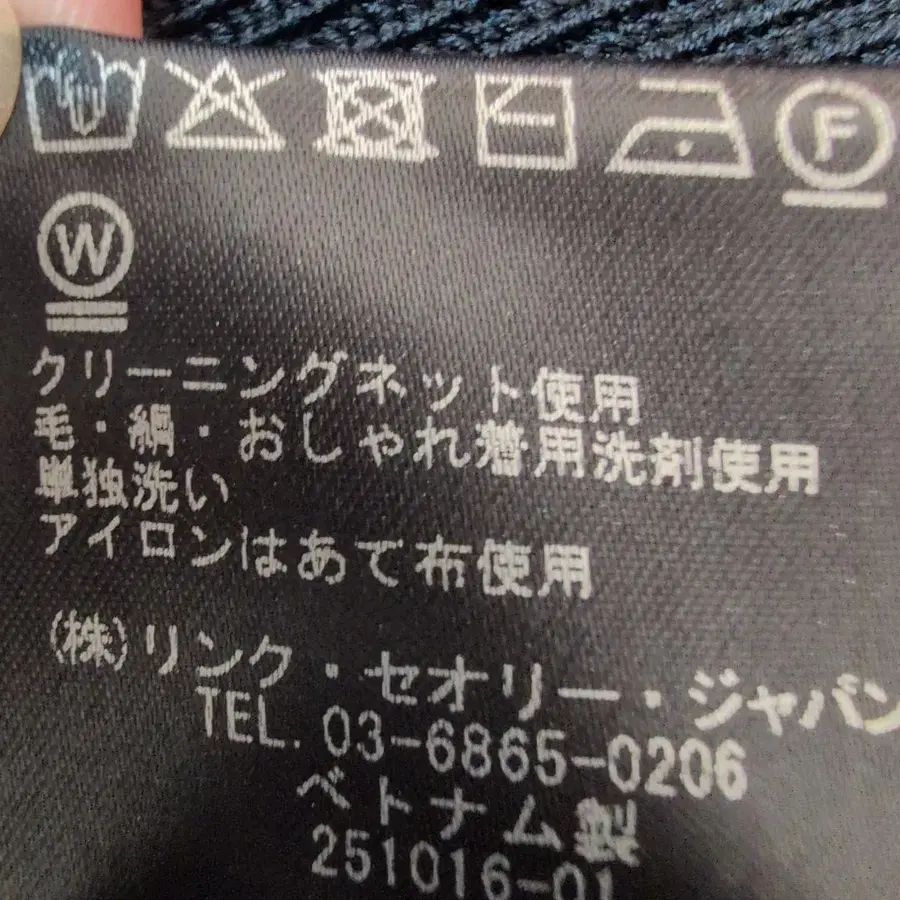 F
W
クリーニングネット使用
毛・絹・おしゃれ着用洗剤使用
単独洗い
アイロンはあて布使用
(株)リンク・セオリー・ジャパン
TEL. 03-6865-0206
ベトナム製
251016-01